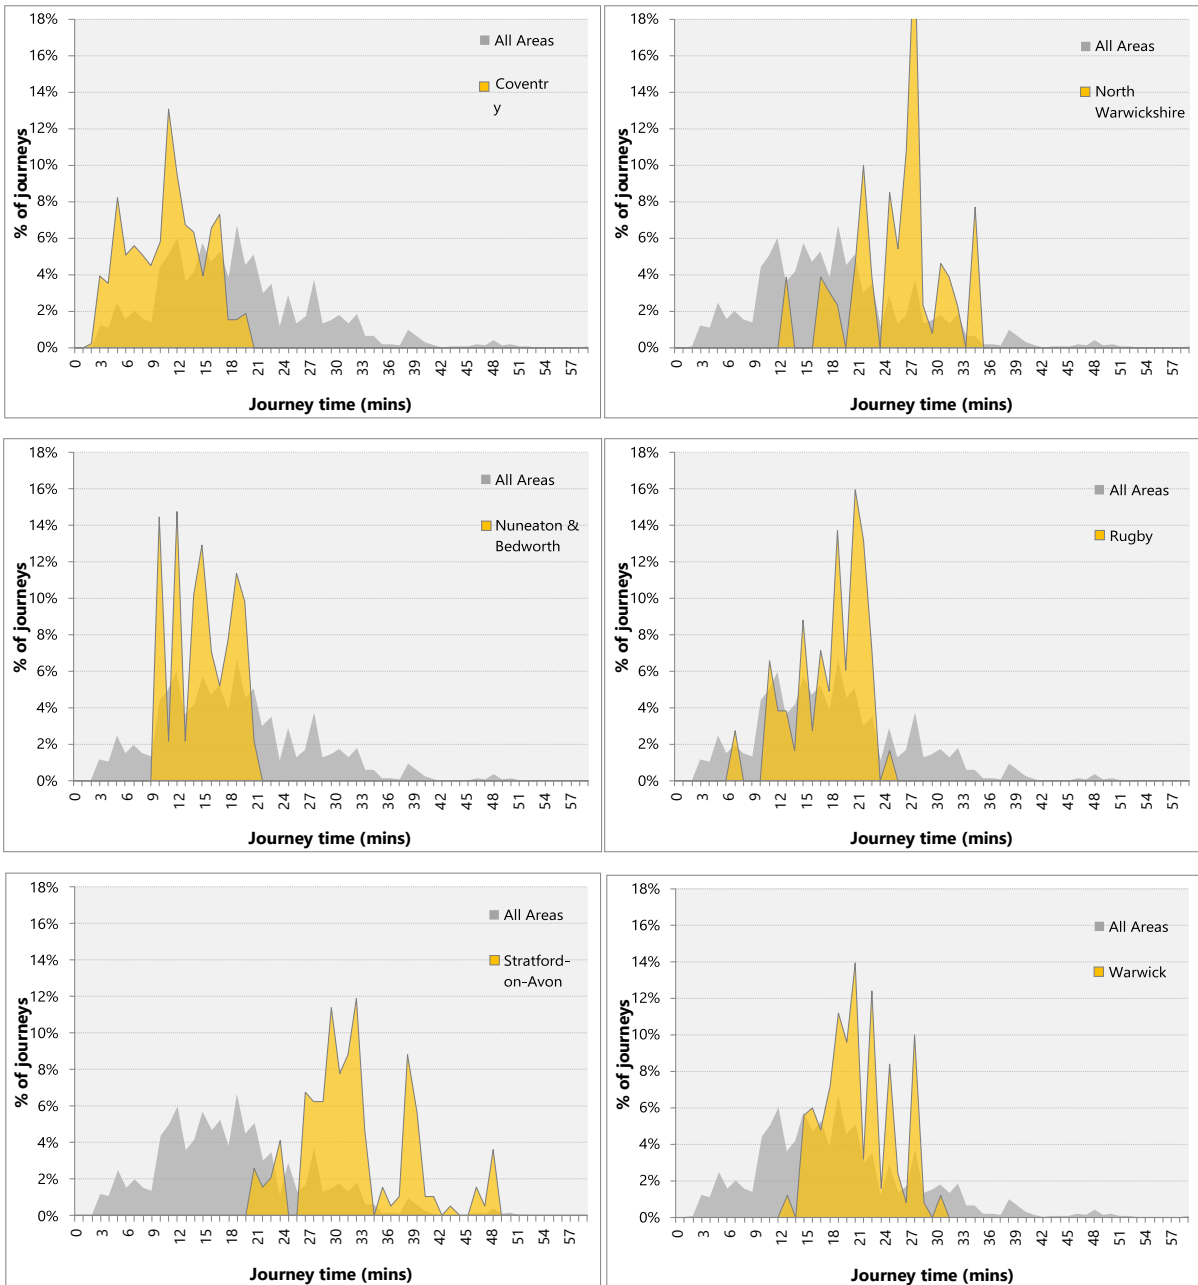 18%
16%
14%
12%
10%
8%
6%
4%
2%
0%
% of journeys
All Areas
Coventr
y
0 3 6 9 12 15 18 21 24 27 30 33 36 39 42 45 48 51 54 57
Journey time (mins)
18%
16%
14%
12%
10%
8%
6%
4%
2%
0%
% of journeys
All Areas
North
Warwickshire
0 3 6 9 12 15 18 21 24 27 30 33 36 39 42 45 48 51 54 57
Journey time (mins)
18%
16%
14%
12%
10%
8%
6%
4%
2%
0%
% of journeys
All Areas
Nuneaton &
Bedworth
0 3 6 9 12 15 18 21 24 27 30 33 36 39 42 45 48 51 54 57
Journey time (mins)
18%
16%
14%
12%
10%
8%
6%
4%
2%
0%
% of journeys
All Areas
Rugby
0 3 6 9 12 15 18 21 24 27 30 33 36 39 42 45 48 51 54 57
Journey time (mins)
18%
16%
14%
12%
10%
8%
6%
4%
2%
0%
% of journeys
All Areas
Stratford-
on-Avon
0 3 6 9 12 15 18 21 24 27 30 33 36 39 42 45 48 51 54 57
Journey time (mins)
18%
16%
14%
12%
10%
8%
6%
4%
2%
0%
% of journeys
All Areas
Warwick
0 3 6 9 12 15 18 21 24 27 30 33 36 39 42 45 48 51 54 57
Journey time (mins)